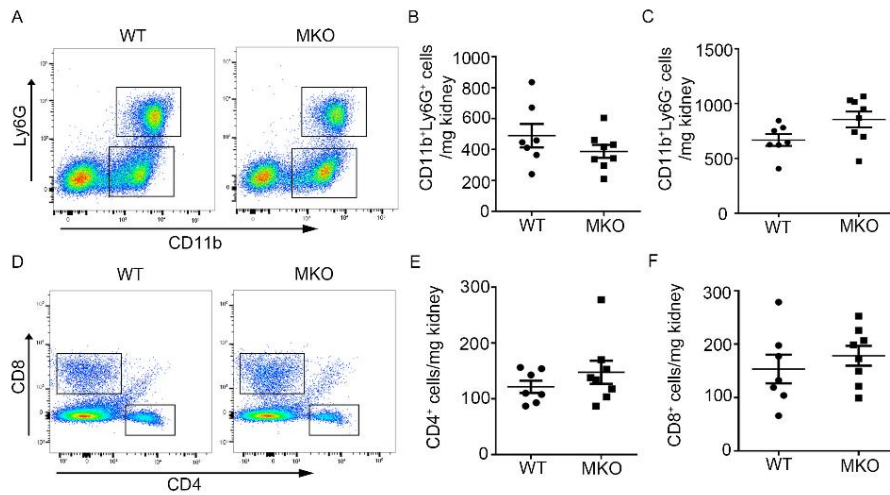 A
WT
MKO
Ly6G
CD11b
B
CD11b⁺Ly6G⁺ cells
/mg kidney
1000
800
600
400
200
0
WT
MKO
C
CD11b⁺Ly6G⁻ cells
/mg kidney
1500
1000
500
0
WT
MKO
D
WT
MKO
CD8
CD4
E
CD4⁺ cells/mg kidney
300
200
100
0
WT
MKO
F
CD8⁺ cells/mg kidney
300
200
100
0
WT
MKO